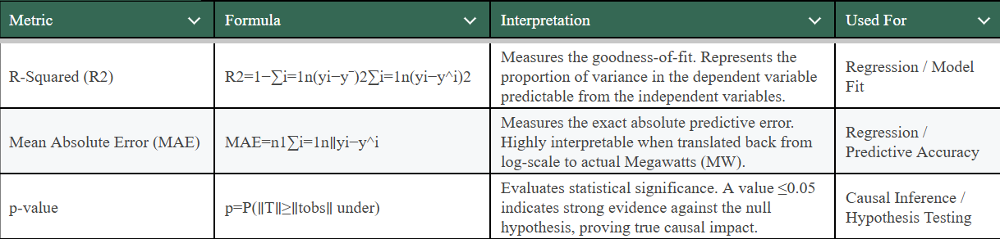 Metric Formula Interpretation Used For
R-Squared (R2)
R2=1−∑i=1n(yi−y¯)2∑i=1n(yi−y^i)2
Measures the goodness-of-fit. Represents the
proportion of variance in the dependent variable
predictable from the independent variables.
Regression / Model
Fit
Mean Absolute Error (MAE)
MAE=n1∑i=1n‖yi−y^i
Measures the exact absolute predictive error.
Highly interpretable when translated back from
log-scale to actual Megawatts (MW).
Regression /
Predictive Accuracy
p-value
p=P(‖T‖≥‖tobs‖ under)
Evaluates statistical significance. A value ≤0.05
indicates strong evidence against the null
hypothesis, proving true causal impact.
Causal Inference /
Hypothesis Testing